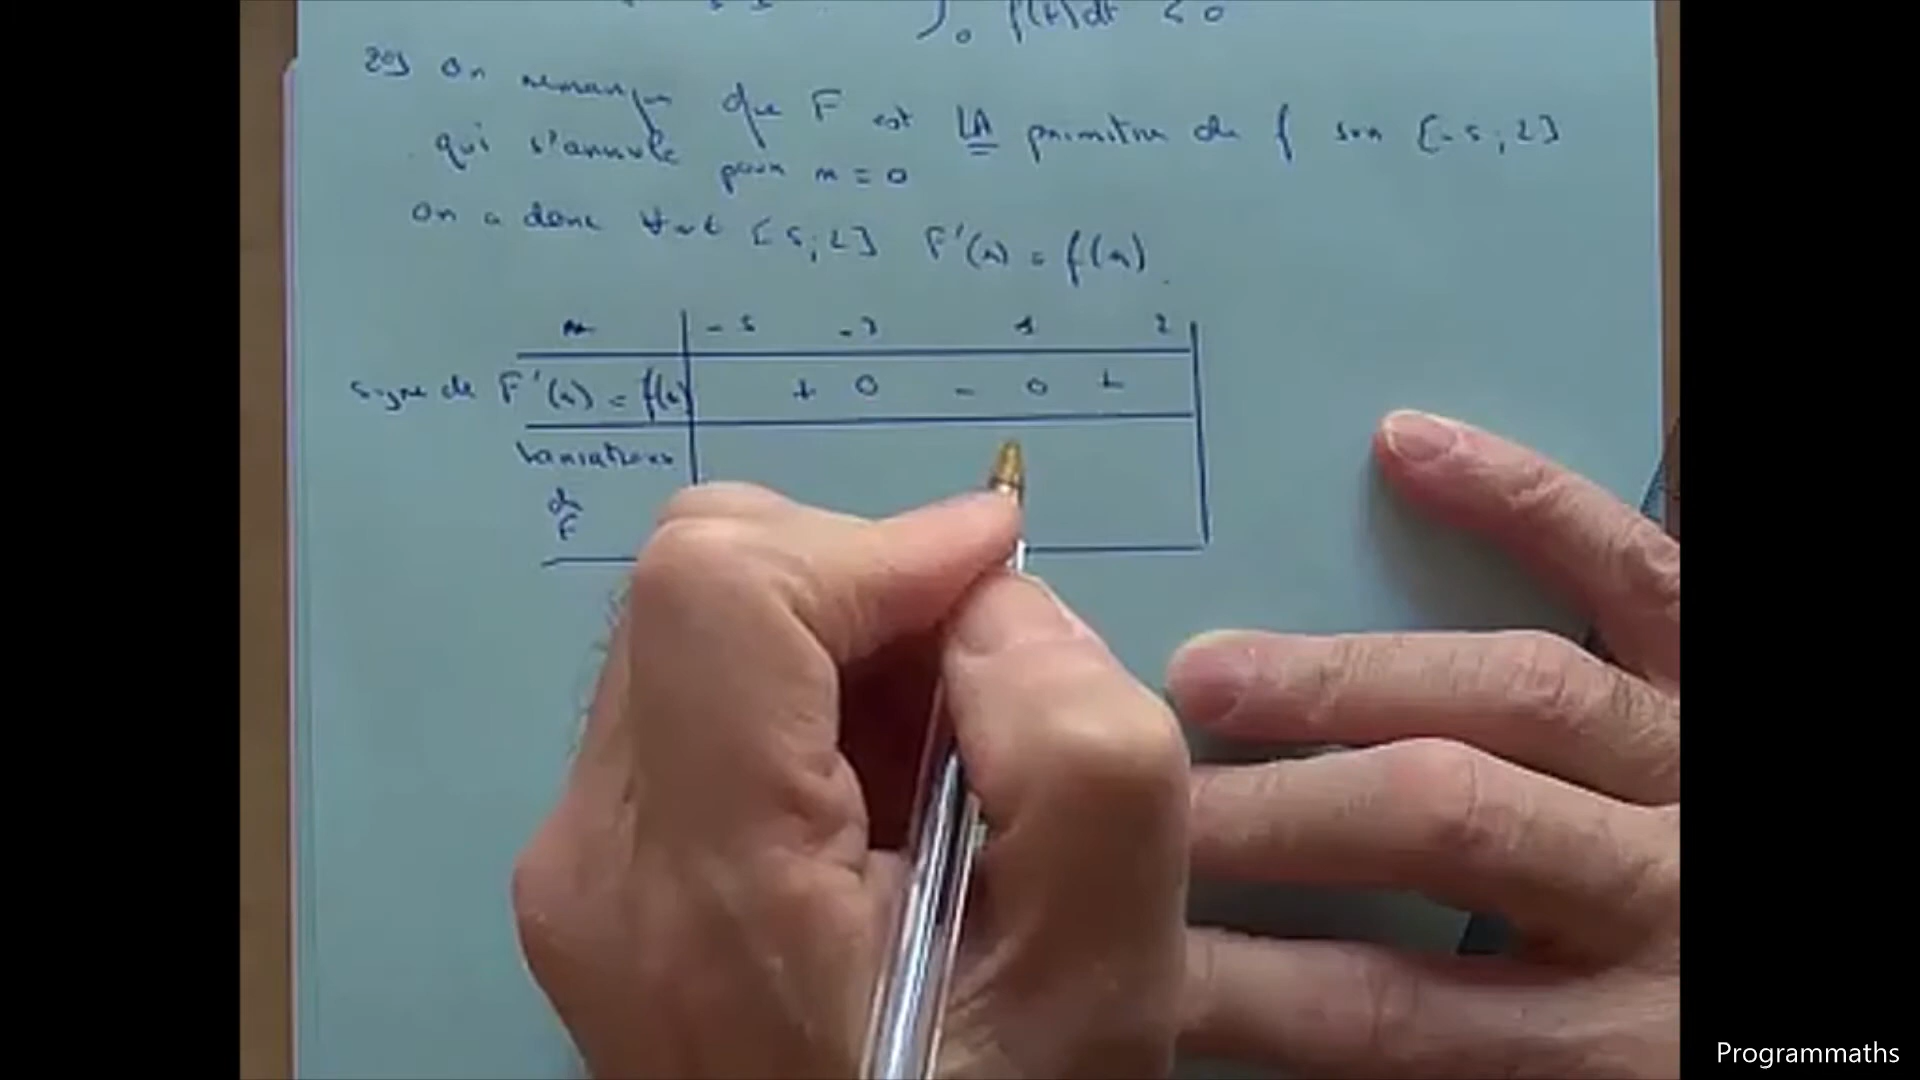 ∫₀ f(t)dt < 0
2°) On remarque que F est LA primitive de f sur [-5;2]
qui s'annule pour x = 0
On a donc ∀x ∈ [-5;2] F'(x) = f(x).
x -5 -3 1 2
Signe de F'(x) = f(x) + 0 - 0 +
Variations
de
F
Programmaths